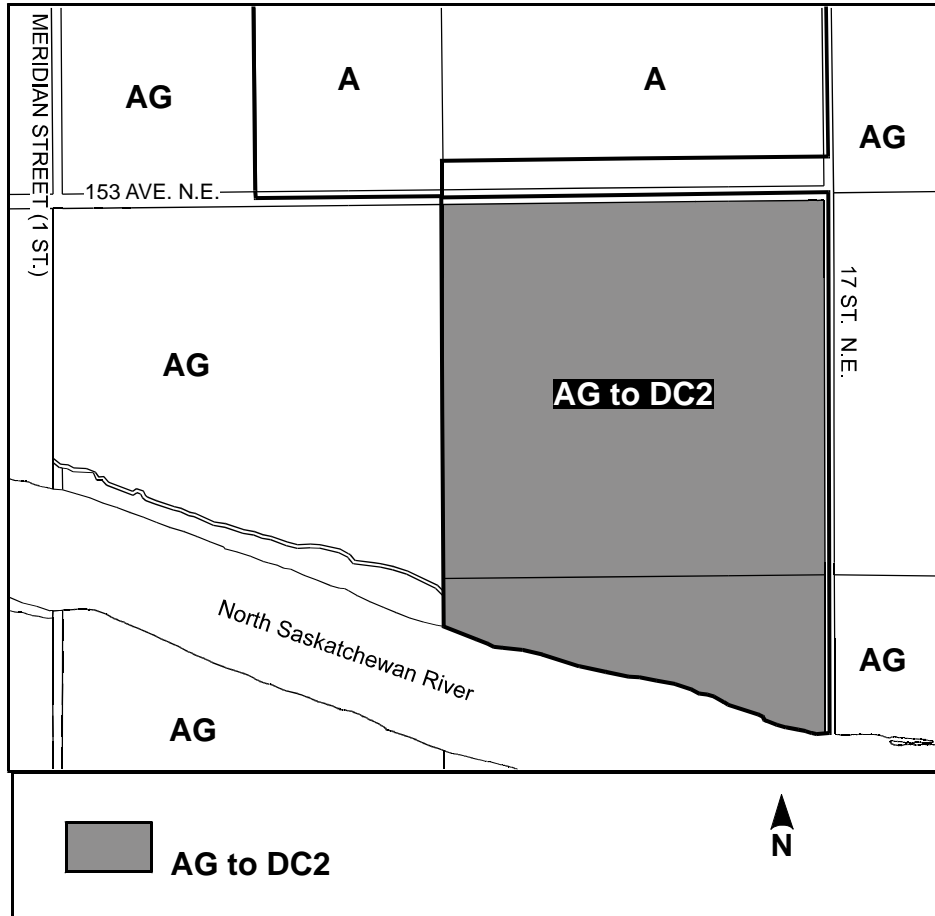 MERIDIAN STREET (1 ST.)
AG
A
A
AG
153 AVE. N.E.
17 ST. N.E.
AG
AG to DC2
North Saskatchewan River
AG
AG
AG to DC2
N